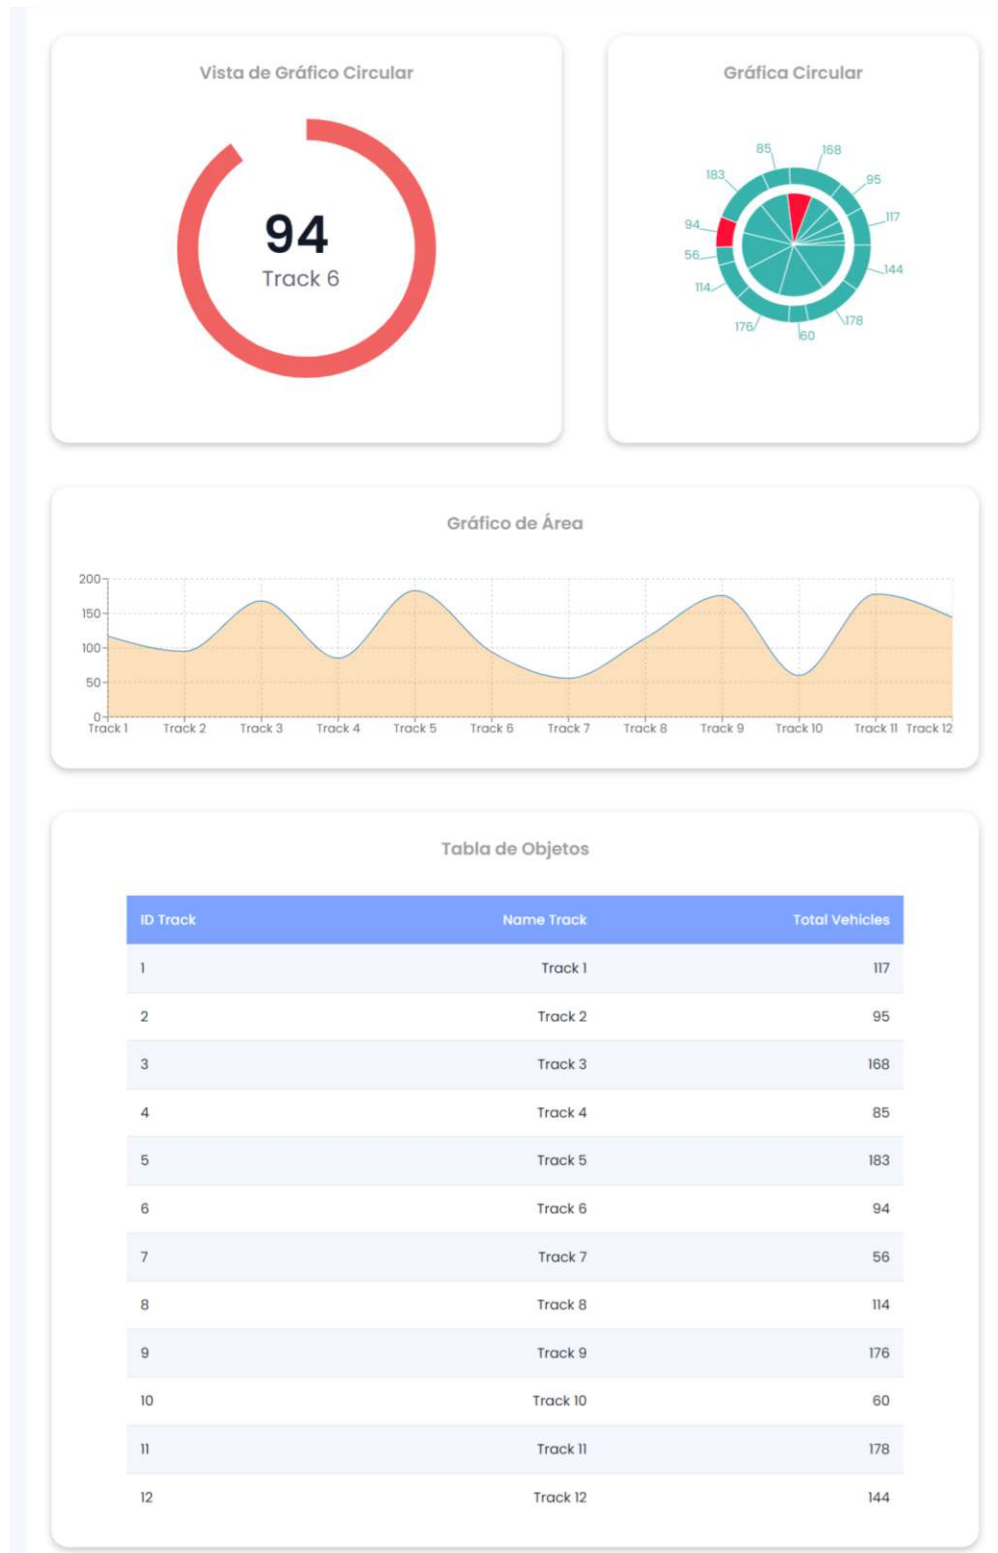 Vista de Gráfico Circular
94
Track 6
Gráfica Circular
85
168
183
95
94
117
56
144
114
176
178
60
Gráfico de Área
200
150
100
50
0
Track 1 Track 2 Track 3 Track 4 Track 5 Track 6 Track 7 Track 8 Track 9 Track 10 Track 11 Track 12
Tabla de Objetos
ID Track Name Track Total Vehicles
1 Track 1 117
2 Track 2 95
3 Track 3 168
4 Track 4 85
5 Track 5 183
6 Track 6 94
7 Track 7 56
8 Track 8 114
9 Track 9 176
10 Track 10 60
11 Track 11 178
12 Track 12 144